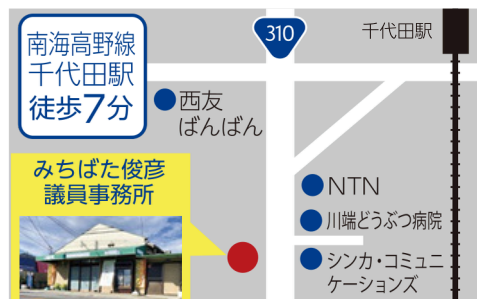 南海高野線
千代田駅
徒歩7分
310
千代田駅
西友
ばんばん
みちばた俊彦
議員事務所
NTN
川端どうぶつ病院
シンカ・コミュニ
ケーションズ